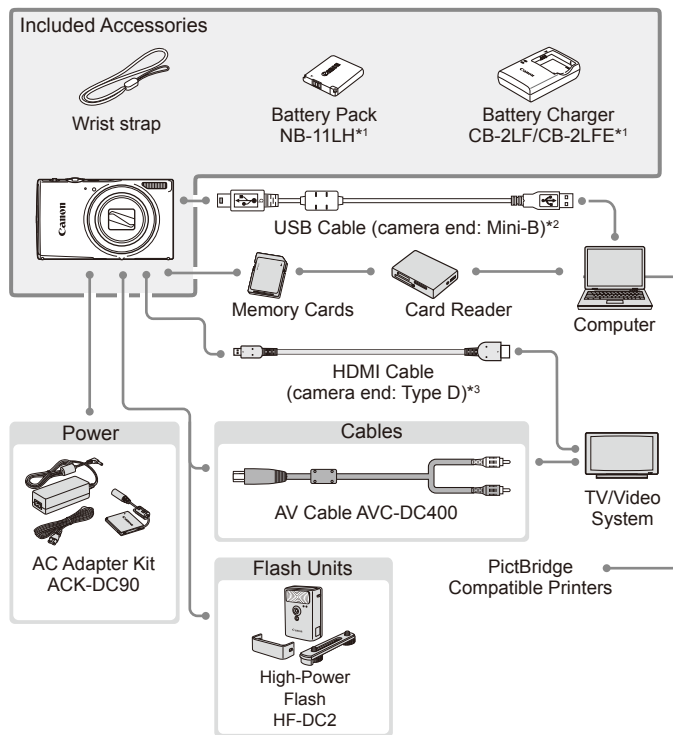 Included Accessories
Wrist strap
Battery Pack
NB-11LH*1
Battery Charger
CB-2LF/CB-2LFE*1
Canon
USB Cable (camera end: Mini-B)*2
Memory Cards
Card Reader
Computer
HDMI Cable
(camera end: Type D)*3
Power
AC Adapter Kit
ACK-DC90
Cables
AV Cable AVC-DC400
TV/Video
System
Flash Units
High-Power
Flash
HF-DC2
PictBridge
Compatible Printers